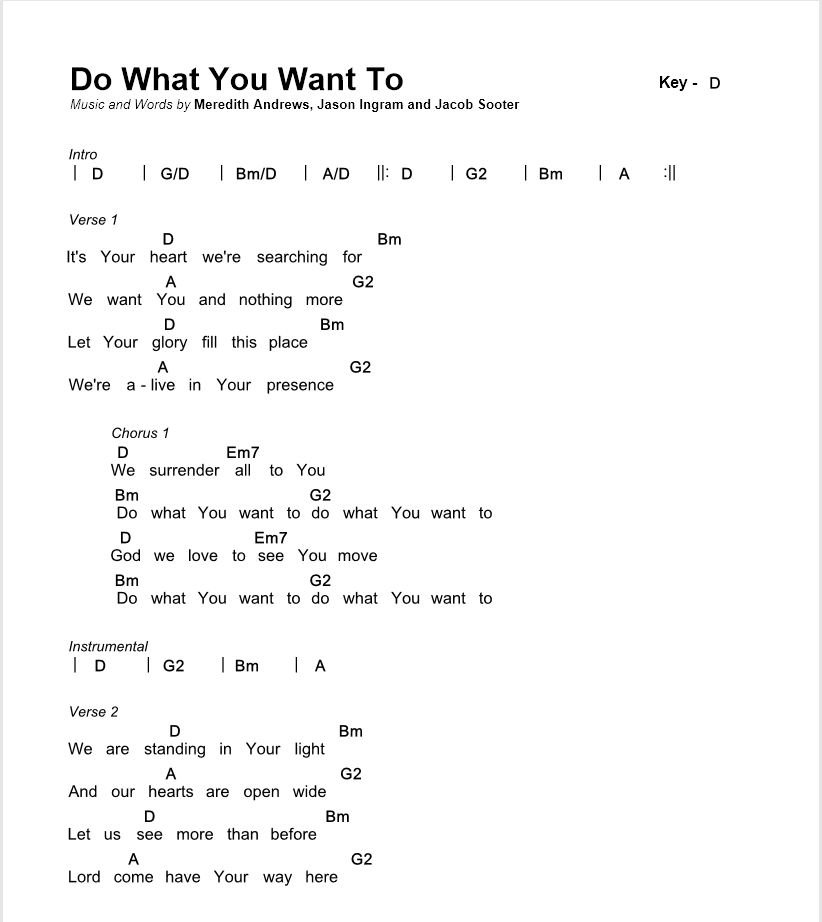 Do What You Want To
Key - D
Music and Words by Meredith Andrews, Jason Ingram and Jacob Sooter
Intro
| D | G/D | Bm/D | A/D ||: D | G2 | Bm | A :||
Verse 1
D Bm
It's Your heart we're searching for
A G2
We want You and nothing more
D Bm
Let Your glory fill this place
A G2
We're a - live in Your presence
Chorus 1
D Em7
We surrender all to You
Bm G2
Do what You want to do what You want to
D Em7
God we love to see You move
Bm G2
Do what You want to do what You want to
Instrumental
| D | G2 | Bm | A
Verse 2
D Bm
We are standing in Your light
A G2
And our hearts are open wide
D Bm
Let us see more than before
A G2
Lord come have Your way here